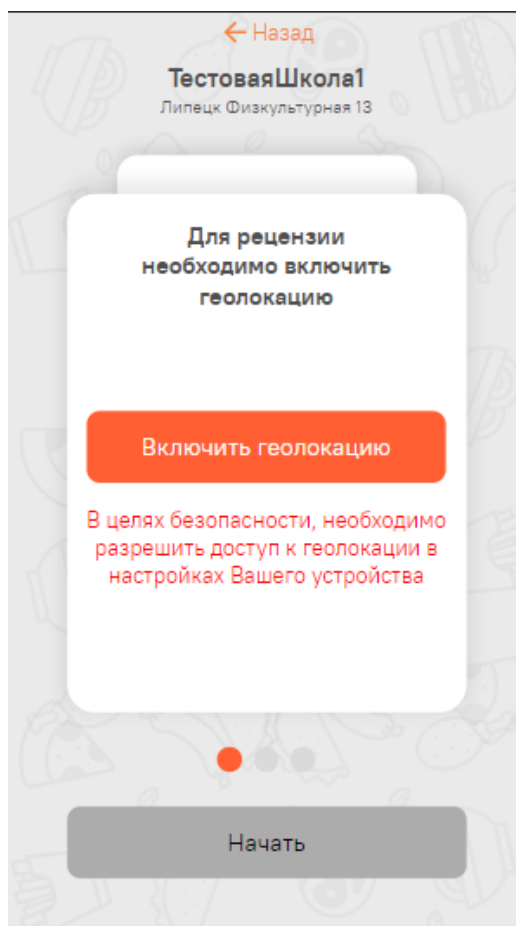 Назад
ТестоваяШкола1
Липецк Физкультурная 13
Для рецензии
необходимо включить
геолокацию
Включить геолокацию
В целях безопасности, необходимо
разрешить доступ к геолокации в
настройках Вашего устройства
Начать